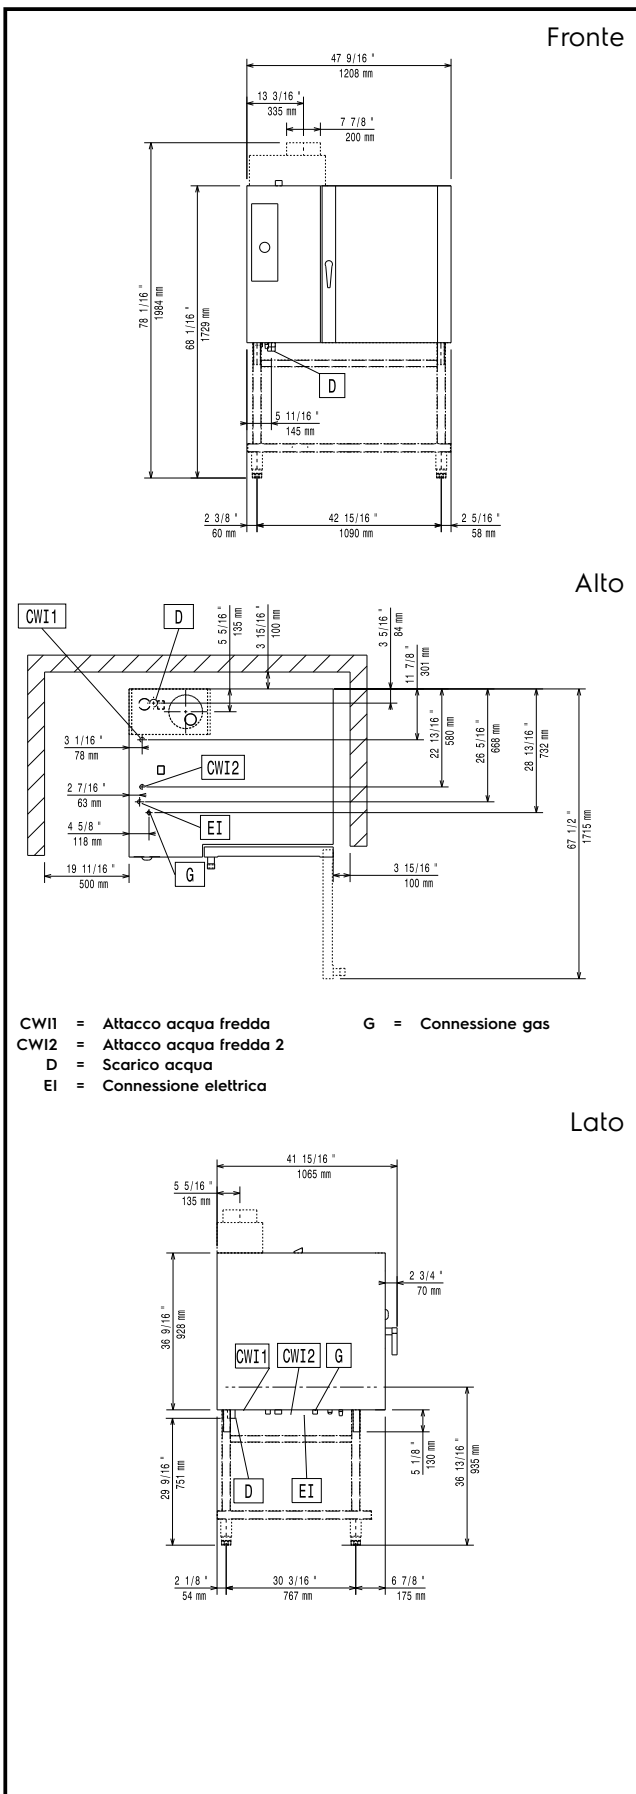 Fronte
47 9/16 "
1208 mm
13 3/16 "
335 mm
7 7/8 "
200 mm
78 1/16 "
1984 mm
68 1/16 "
1729 mm
D
5 11/16 "
145 mm
2 3/8 "
60 mm
42 15/16 "
1090 mm
2 5/16 "
58 mm
Alto
CWI1
D
5 5/16 "
135 mm
3 15/16 "
100 mm
3 5/16 "
84 mm
11 7/8 "
301 mm
3 1/16 "
78 mm
CWI2
22 13/16 "
580 mm
26 5/16 "
668 mm
28 13/16 "
732 mm
2 7/16 "
63 mm
EI
4 5/8 "
118 mm
G
67 1/2 "
1715 mm
19 11/16 "
500 mm
3 15/16 "
100 mm
CWI1 = Attacco acqua fredda
G = Connessione gas
CWI2 = Attacco acqua fredda 2
D = Scarico acqua
EI = Connessione elettrica
Lato
41 15/16 "
1065 mm
5 5/16 "
135 mm
2 3/4 "
70 mm
36 9/16 "
928 mm
CWI1
CWI2
G
29 9/16 "
751 mm
D
EI
5 1/8 "
130 mm
36 13/16 "
935 mm
2 1/8 "
54 mm
30 3/16 "
767 mm
6 7/8 "
175 mm